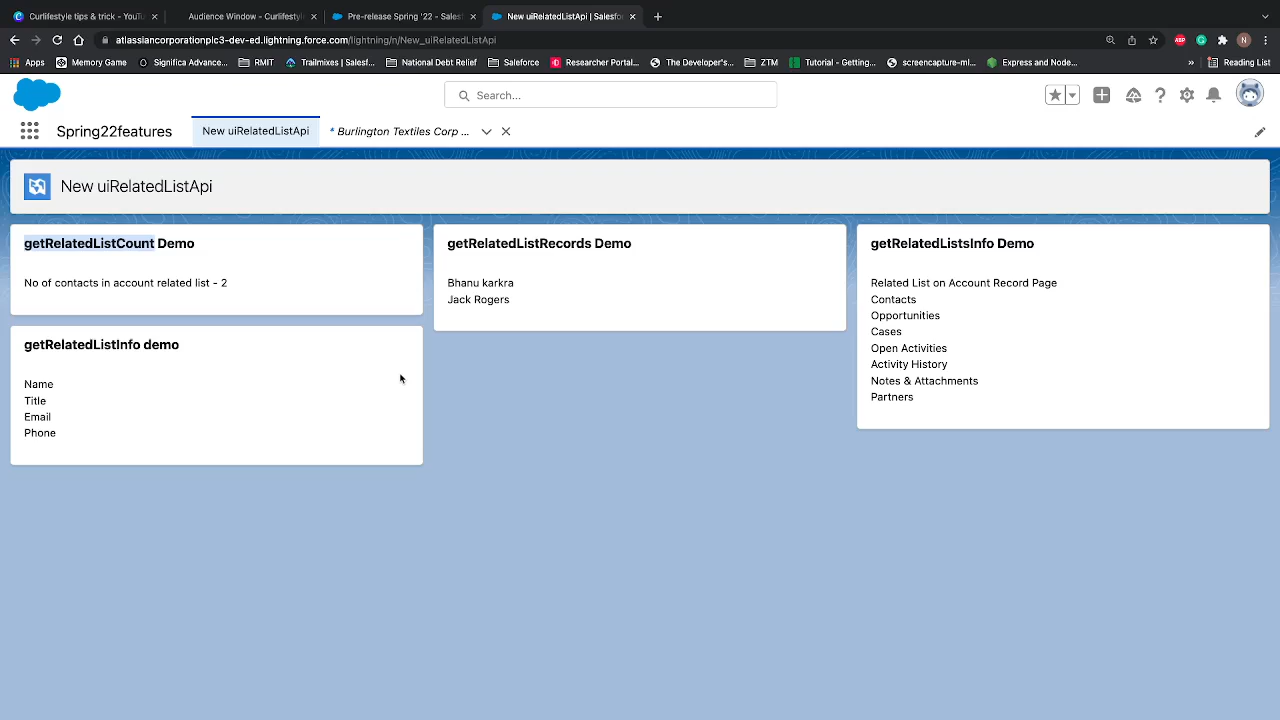 Curlifestyle tips & trick - YouTu
Audience Window - Curlifestyl
Pre-release Spring '22 - Salest
New uiRelatedListApi | Salesfor
atlassiancorporationplc3-dev-ed.lightning.force.com/lightning/n/New_uiRelatedListApi
Apps
Memory Game
Significa Advance...
RMIT
Trailmixes | Salesf...
National Debt Relief
Salesforce
Researcher Portal...
The Developer's...
ZTM
Tutorial - Getting...
screencapture-ml...
Express and Node...
»
Reading List
Search...
Spring22features
New uiRelatedListApi
* Burlington Textiles Corp ...
New uiRelatedListApi
getRelatedListCount Demo
No of contacts in account related list - 2
getRelatedListInfo demo
Name
Title
Email
Phone
getRelatedListRecords Demo
Bhanu karkra
Jack Rogers
getRelatedListsInfo Demo
Related List on Account Record Page
Contacts
Opportunities
Cases
Open Activities
Activity History
Notes & Attachments
Partners